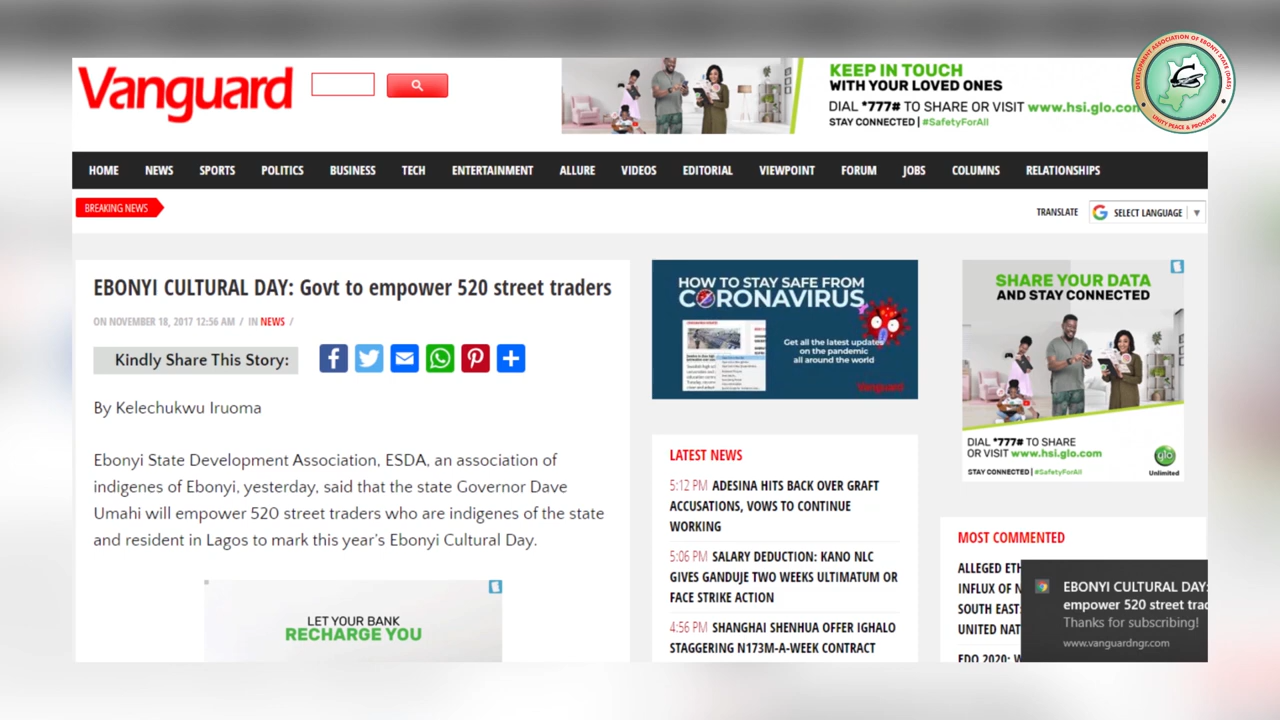 Vanguard
KEEP IN TOUCH
WITH YOUR LOVED ONES
DIAL *777# TO SHARE OR VISIT www.hsi.glo.com
STAY CONNECTED | #SafetyForAll
DEVELOPMENT ASSOCIATION OF EBONYI STATE (DAES)
UNITY PEACE & PROGRESS
HOME NEWS SPORTS POLITICS BUSINESS TECH ENTERTAINMENT ALLURE VIDEOS EDITORIAL VIEWPOINT FORUM JOBS COLUMNS RELATIONSHIPS
BREAKING NEWS
TRANSLATE
SELECT LANGUAGE
EBONYI CULTURAL DAY: Govt to empower 520 street traders
ON NOVEMBER 18, 2017 12:56 AM / IN NEWS /
Kindly Share This Story:
By Kelechukwu Iruoma
Ebonyi State Development Association, ESDA, an association of
indigenes of Ebonyi, yesterday, said that the state Governor Dave
Umahi will empower 520 street traders who are indigenes of the state
and resident in Lagos to mark this year's Ebonyi Cultural Day.
LET YOUR BANK
RECHARGE YOU
HOW TO STAY SAFE FROM
CORONAVIRUS
Get all the latest updates
on the pandemic
all around the world
Vanguard
LATEST NEWS
5:12 PM ADESINA HITS BACK OVER GRAFT
ACCUSATIONS, VOWS TO CONTINUE
WORKING
5:06 PM SALARY DEDUCTION: KANO NLC
GIVES GANDUJE TWO WEEKS ULTIMATUM OR
FACE STRIKE ACTION
4:56 PM SHANGHAI SHENHUA OFFER IGHALO
STAGGERING N173M-A-WEEK CONTRACT
SHARE YOUR DATA
AND STAY CONNECTED
DIAL *777# TO SHARE
OR VISIT www.hsi.glo.com
STAY CONNECTED | #SafetyForAll
glo
Unlimited
MOST COMMENTED
ALLEGED ETH
INFLUX OF N
SOUTH EAST
UNITED NAT
EDO 2020: W
EBONYI CULTURAL DAY:
empower 520 street trad
Thanks for subscribing!
www.vanguardngr.com